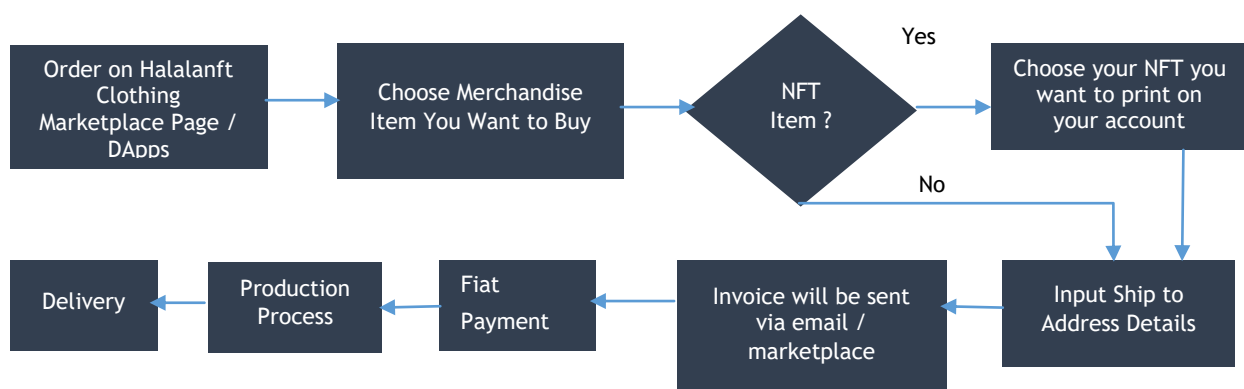 Order on Halalanft
Clothing
Marketplace Page /
DApps
Choose Merchandise
Item You Want to Buy
NFT
Item ?
Yes
Choose your NFT you
want to print on
your account
No
Input Ship to
Address Details
Invoice will be sent
via email /
marketplace
Fiat
Payment
Production
Process
Delivery